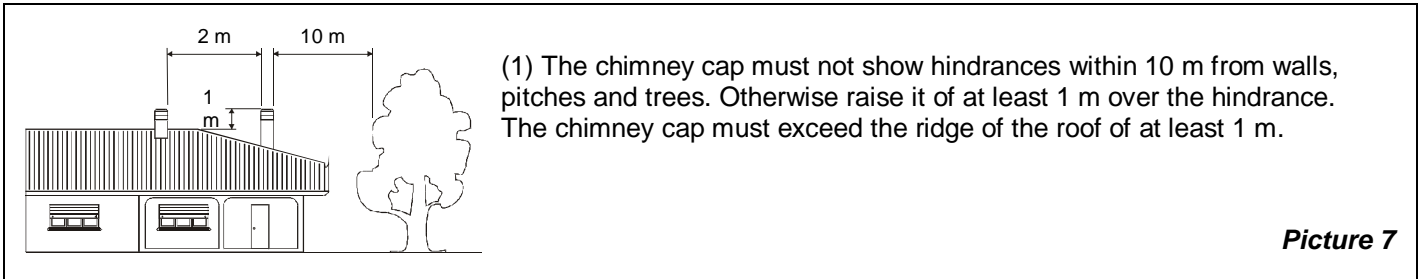 2 m
10 m
1
m
(1) The chimney cap must not show hindrances within 10 m from walls,
pitches and trees. Otherwise raise it of at least 1 m over the hindrance.
The chimney cap must exceed the ridge of the roof of at least 1 m.
Picture 7